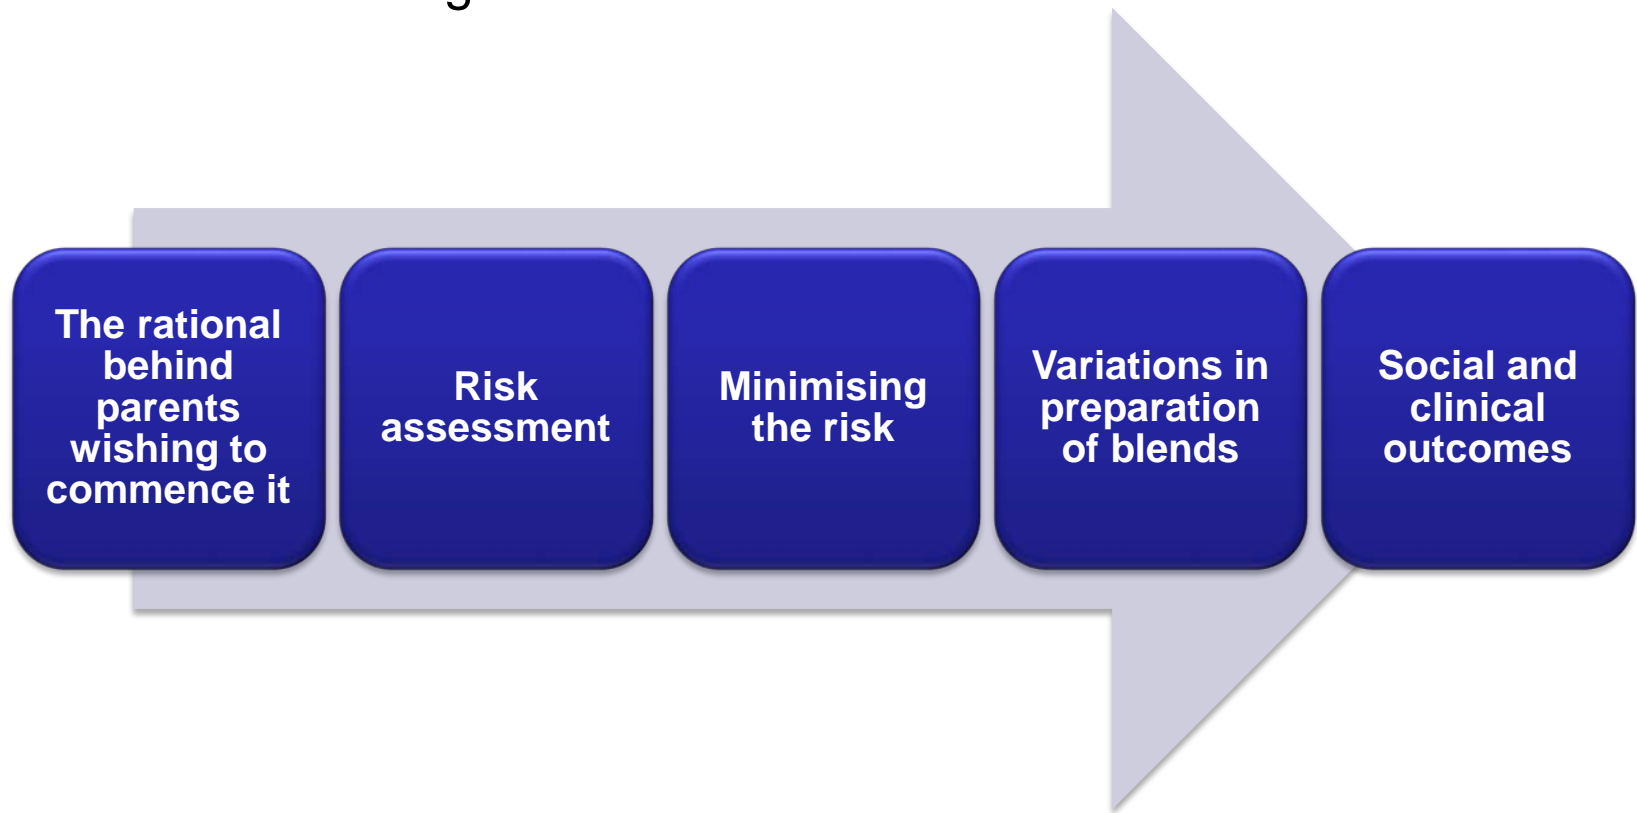 The rational
behind
parents
wishing to
commence it
Risk
assessment
Minimising
the risk
Variations in
preparation
of blends
Social and
clinical
outcomes